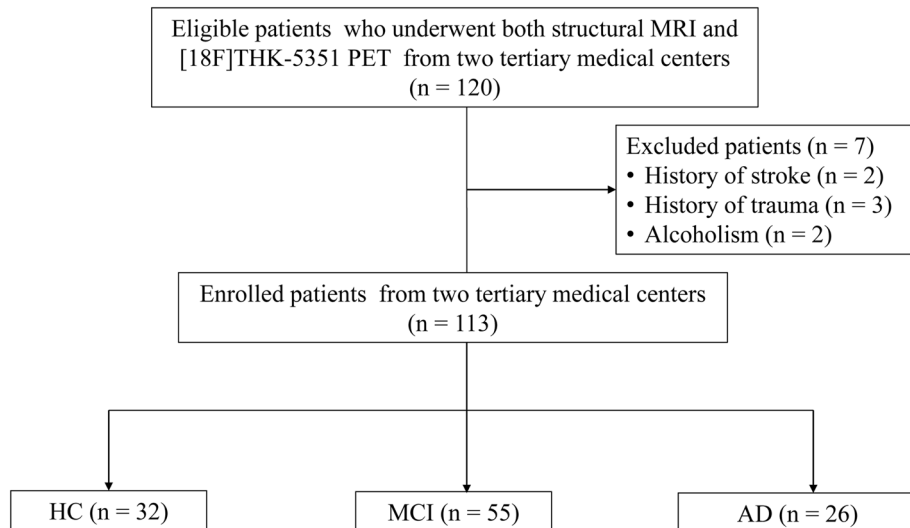 Eligible patients who underwent both structural MRI and
[18F]THK-5351 PET from two tertiary medical centers
(n = 120)
Excluded patients (n = 7)
• History of stroke (n = 2)
• History of trauma (n = 3)
• Alcoholism (n = 2)
Enrolled patients from two tertiary medical centers
(n = 113)
HC (n = 32)
MCI (n = 55)
AD (n = 26)